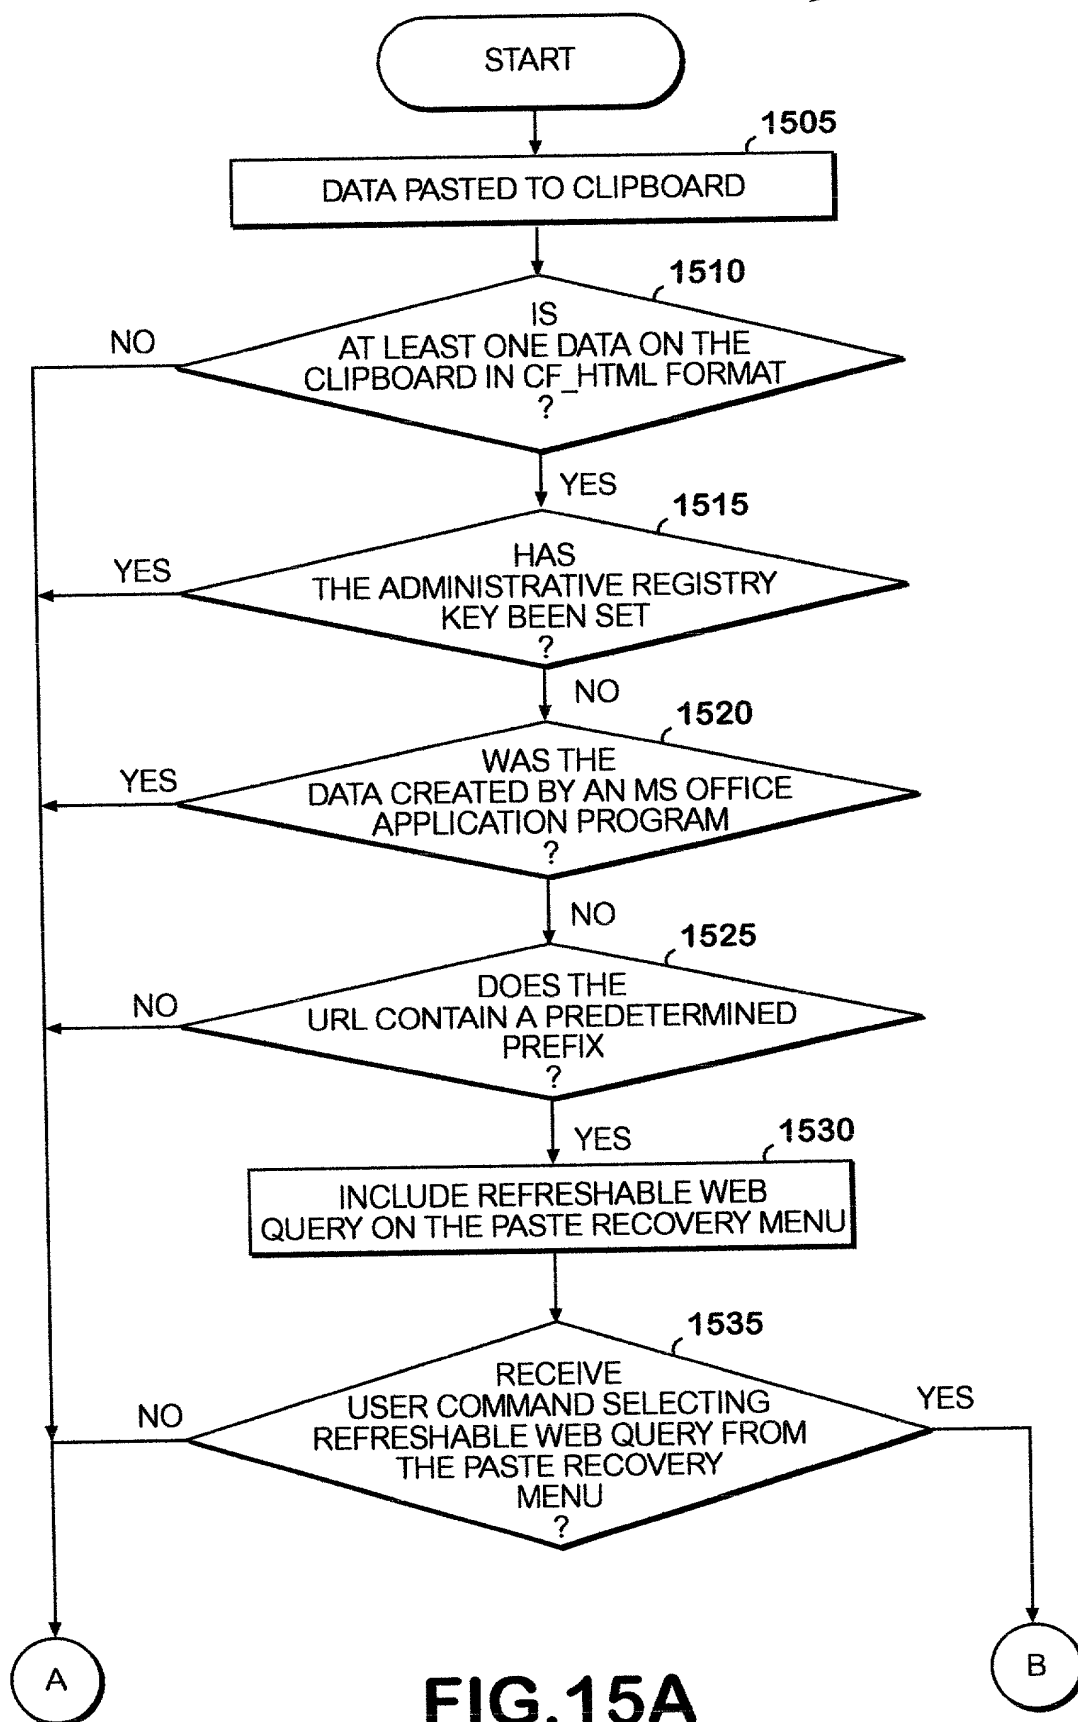 START
1505
DATA PASTED TO CLIPBOARD
1510
IS
AT LEAST ONE DATA ON THE
CLIPBOARD IN CF_HTML FORMAT
?
NO
YES
1515
HAS
THE ADMINISTRATIVE REGISTRY
KEY BEEN SET
?
YES
NO
1520
WAS THE
DATA CREATED BY AN MS OFFICE
APPLICATION PROGRAM
?
YES
NO
1525
DOES THE
URL CONTAIN A PREDETERMINED
PREFIX
?
NO
YES
1530
INCLUDE REFRESHABLE WEB
QUERY ON THE PASTE RECOVERY MENU
1535
RECEIVE
USER COMMAND SELECTING
REFRESHABLE WEB QUERY FROM
THE PASTE RECOVERY
MENU
?
NO
YES
A
B
FIG.15A